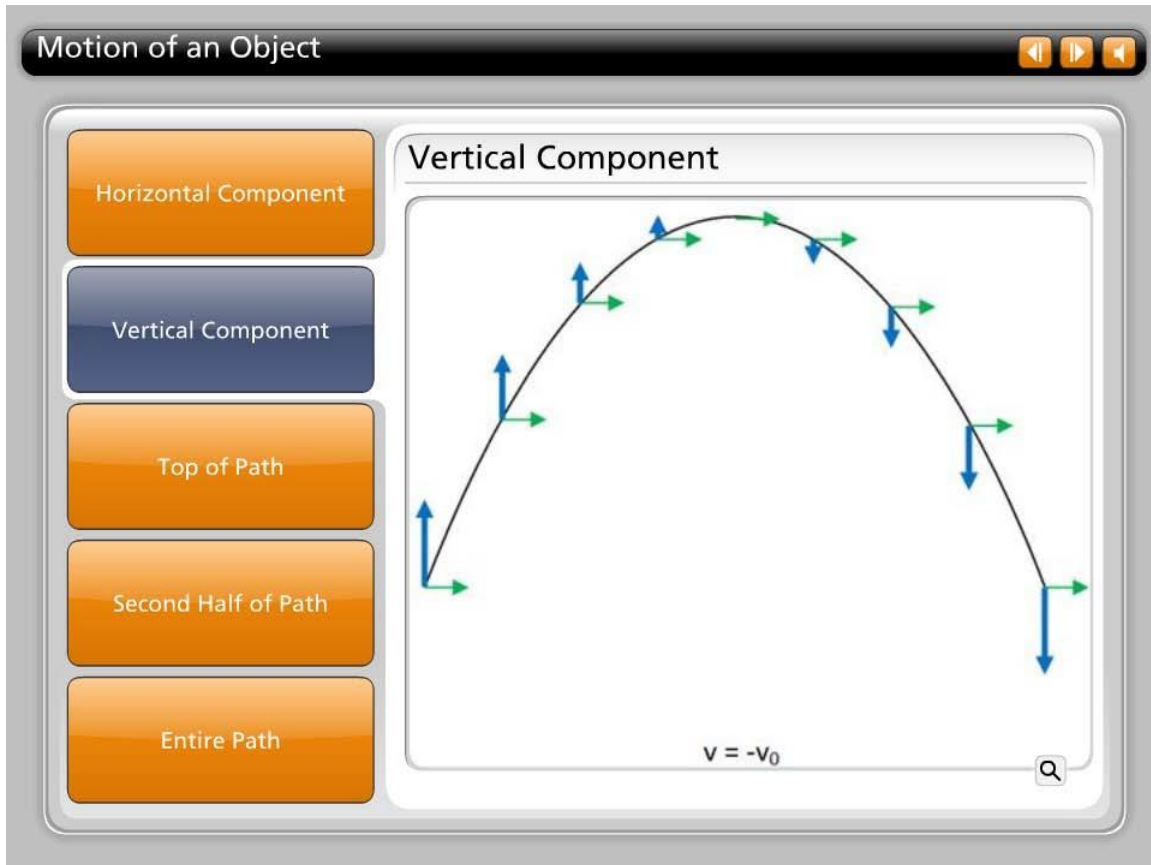 Motion of an Object
Horizontal Component
Vertical Component
Top of Path
Second Half of Path
Entire Path
Vertical Component
v = -v₀